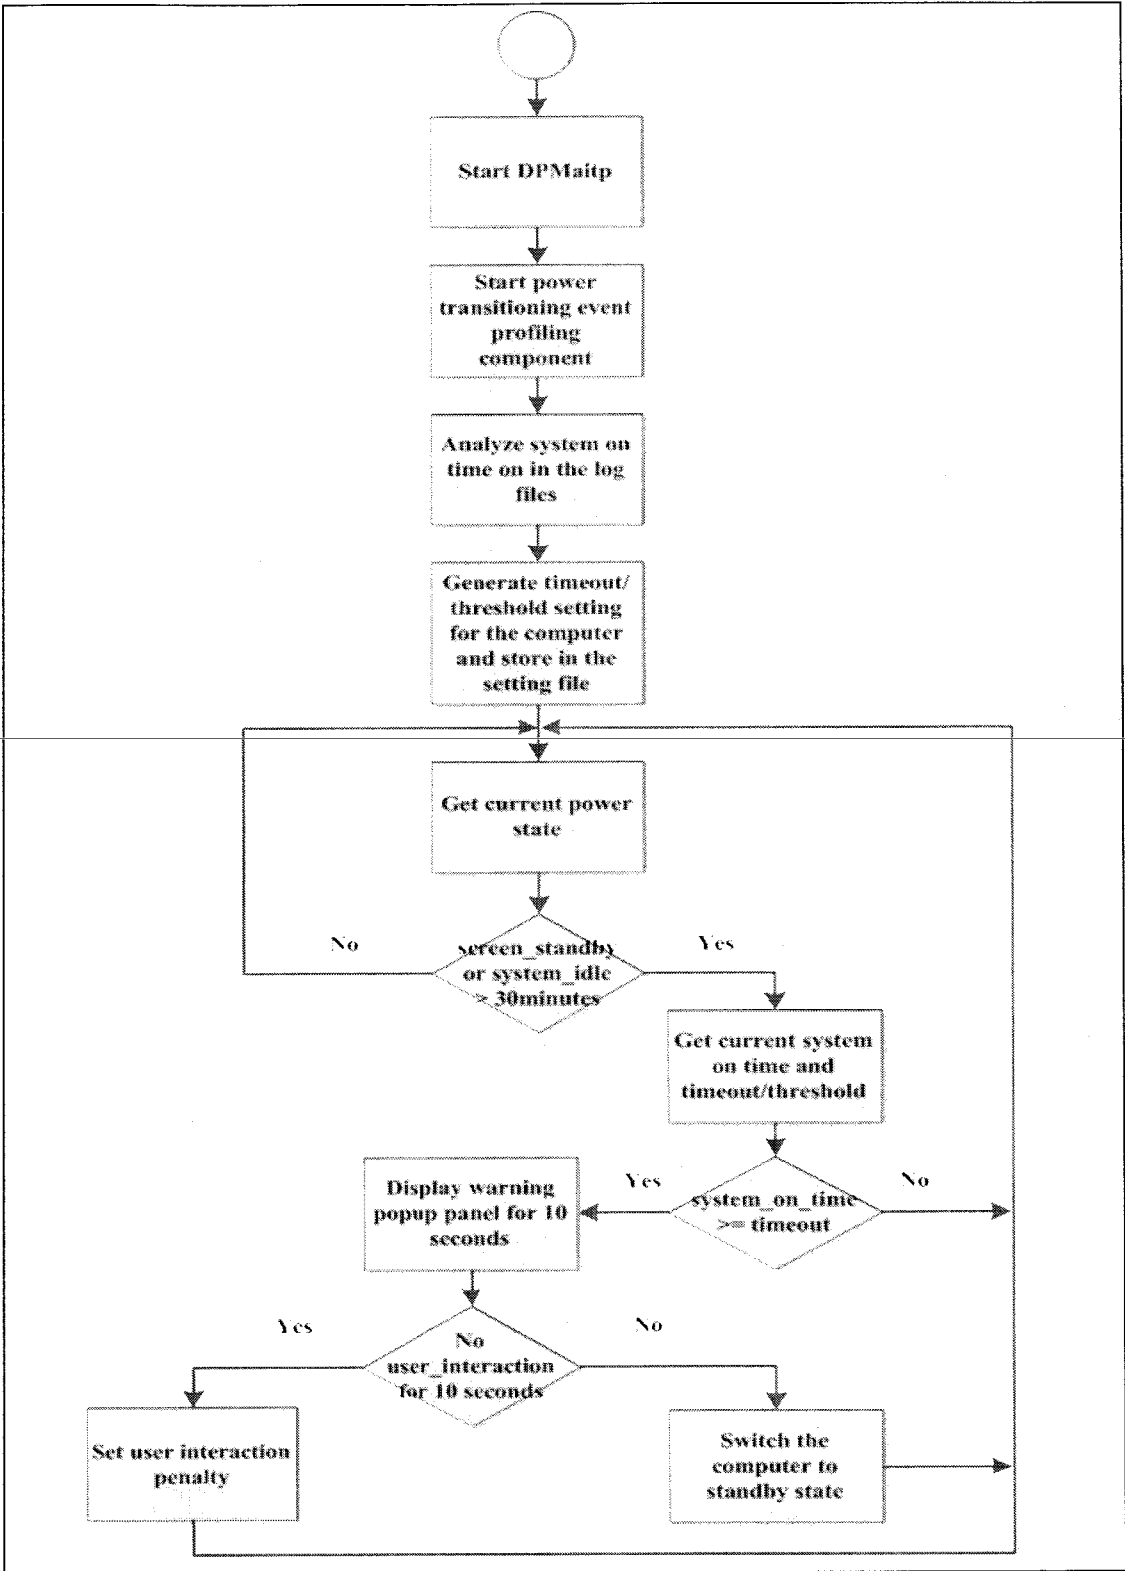 Start DPMaitp
Start power
transitioning event
profiling
component
Analyze system on
time on in the log
files
Generate timeout/
threshold setting
for the computer
and store in the
setting file
Get current power
state
No
screen_standby
or system_idle
> 30minutes
Yes
Get current system
on time and
timeout/threshold
Display warning
popup panel for 10
seconds
Yes
system_on_time
>= timeout
No
Yes
No
user_interaction
for 10 seconds
No
Set user interaction
penalty
Switch the
computer to
standby state